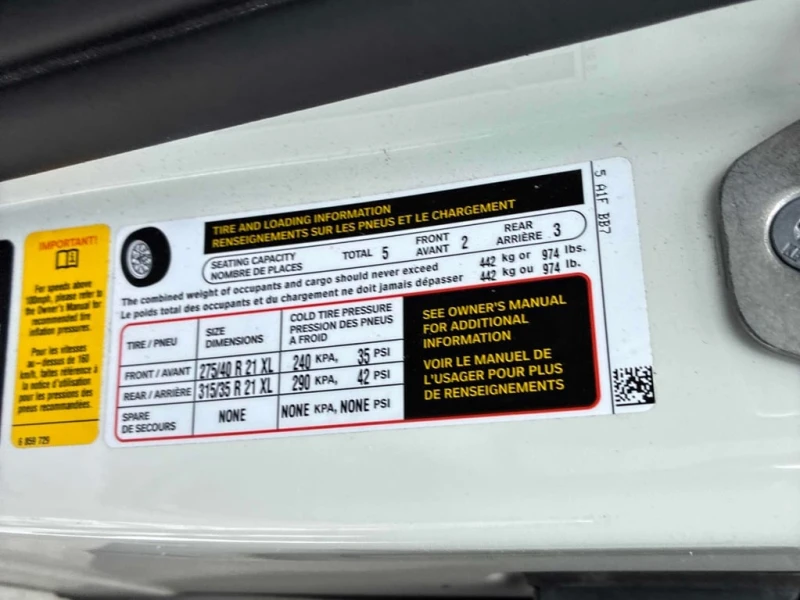 IMPORTANT!
For speeds above
100mph, please refer to
the Owner's Manual for
recommended tire
inflation pressures.
Pour les vitesses
au-dessus de 160
km/h, faites référence à
la notice d'utilisation
pour les pressions des
pneus recommandées.
6 859 729
TIRE AND LOADING INFORMATION
RENSEIGNEMENTS SUR LES PNEUS ET LE CHARGEMENT
SEATING CAPACITY
NOMBRE DE PLACES
TOTAL 5
FRONT
AVANT 2
REAR
ARRIÈRE 3
The combined weight of occupants and cargo should never exceed 442 kg or 974 lbs.
Le poids total des occupants et du chargement ne doit jamais dépasser 442 kg ou 974 lb.
TIRE / PNEU
SIZE
DIMENSIONS
COLD TIRE PRESSURE
PRESSION DES PNEUS
A FROID
FRONT / AVANT 275/40 R 21 XL 240 KPA, 35 PSI
REAR / ARRIÈRE 315/35 R 21 XL 290 KPA, 42 PSI
SPARE
DE SECOURS
NONE NONE KPA, NONE PSI
SEE OWNER'S MANUAL
FOR ADDITIONAL
INFORMATION
VOIR LE MANUEL DE
L'USAGER POUR PLUS
DE RENSEIGNEMENTS
5 A1F BB7